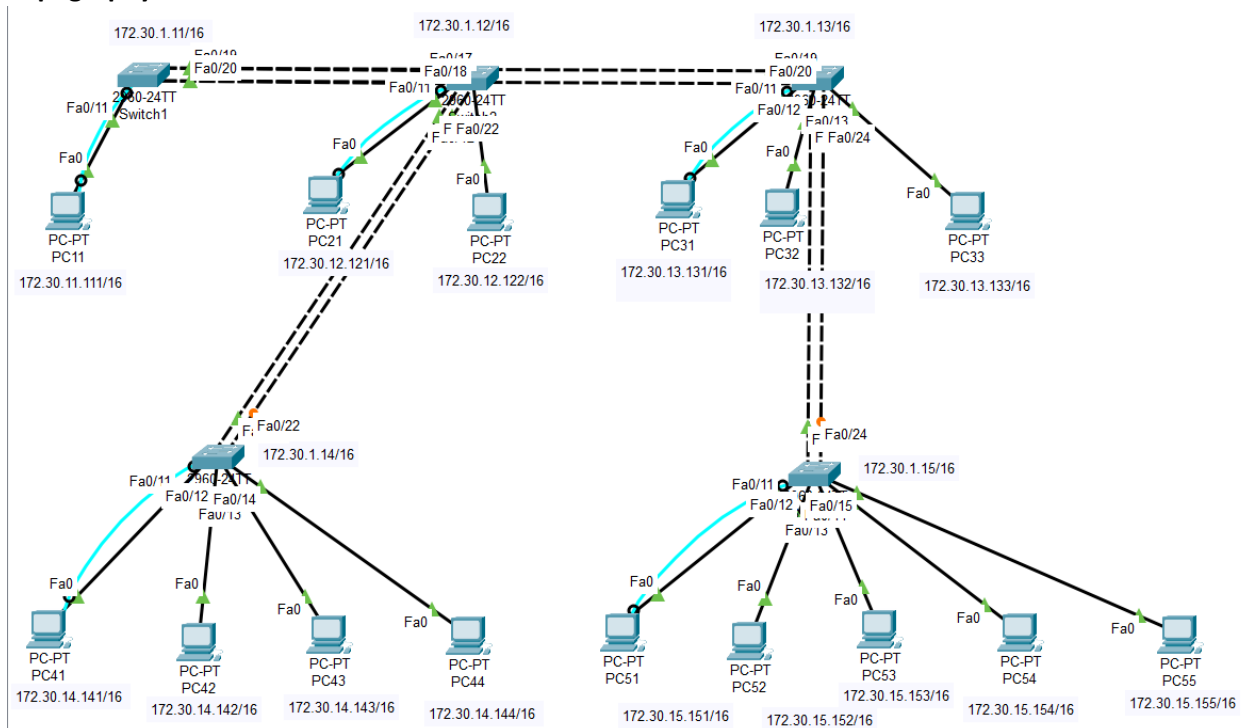 172.30.1.11/16
172.30.1.12/16
172.30.1.13/16
Fa0/20
Fa0/11
Switch1
Fa0
PC-PT
PC11
172.30.11.111/16
Fa0/18
Fa0/11
Fa0/22
Fa0
Fa0
PC-PT
PC21
172.30.12.121/16
PC-PT
PC22
172.30.12.122/16
Fa0/20
Fa0/11
Fa0/12
Fa0/13
Fa0/24
Fa0
Fa0
Fa0
PC-PT
PC31
172.30.13.131/16
PC-PT
PC32
172.30.13.132/16
PC-PT
PC33
172.30.13.133/16
Fa0/22
172.30.1.14/16
Fa0/11
Fa0/12
Fa0/14
Fa0/13
Fa0
Fa0
Fa0
Fa0
PC-PT
PC41
172.30.14.141/16
PC-PT
PC42
172.30.14.142/16
PC-PT
PC43
172.30.14.143/16
PC-PT
PC44
172.30.14.144/16
Fa0/24
172.30.1.15/16
Fa0/11
Fa0/12
Fa0/15
Fa0/13
Fa0
Fa0
Fa0
Fa0
Fa0
PC-PT
PC51
172.30.15.151/16
PC-PT
PC52
172.30.15.152/16
PC-PT
PC53
172.30.15.153/16
PC-PT
PC54
172.30.15.154/16
PC-PT
PC55
172.30.15.155/16